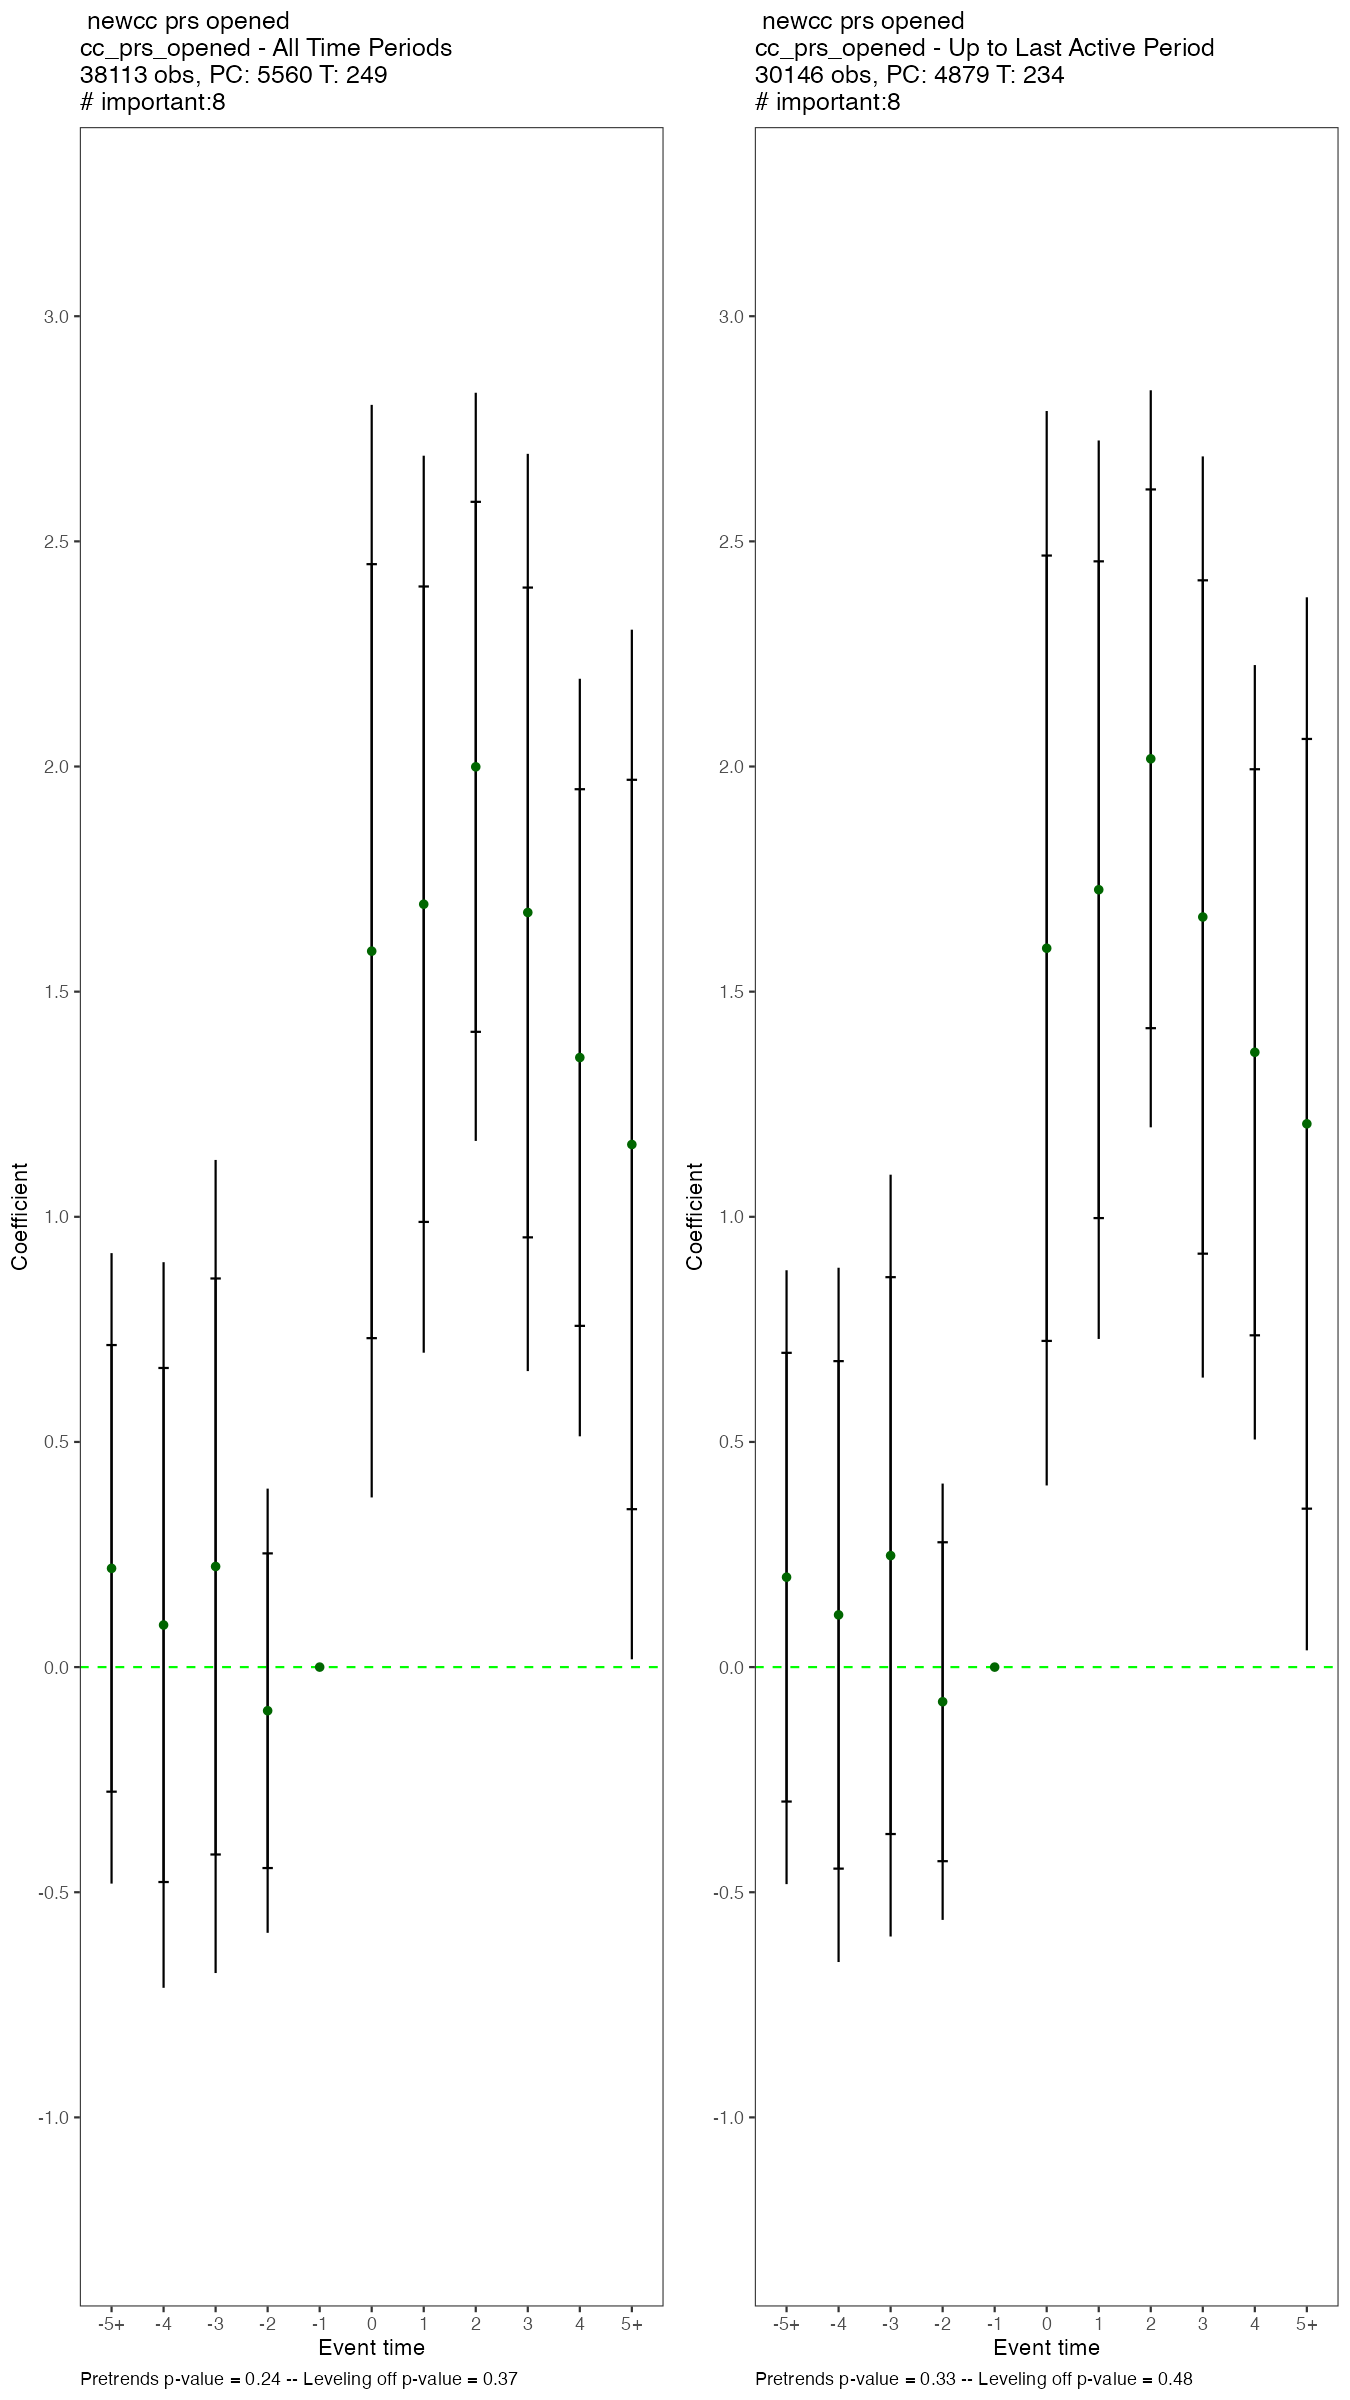 newcc prs opened
cc_prs_opened - All Time Periods
38113 obs, PC: 5560 T: 249
# important:8
3.0
2.5
2.0
1.5
1.0
0.5
0.0
-0.5
-1.0
Coefficient
-5+ -4 -3 -2 -1 0 1 2 3 4 5+
Event time
Pretrends p-value = 0.24 -- Leveling off p-value = 0.37
newcc prs opened
cc_prs_opened - Up to Last Active Period
30146 obs, PC: 4879 T: 234
# important:8
3.0
2.5
2.0
1.5
1.0
0.5
0.0
-0.5
-1.0
Coefficient
-5+ -4 -3 -2 -1 0 1 2 3 4 5+
Event time
Pretrends p-value = 0.33 -- Leveling off p-value = 0.48